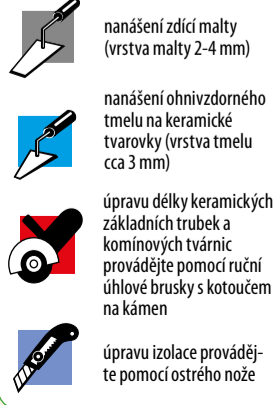 nanášení zdící malty
(vrstva malty 2-4 mm)
nanášení ohnivzdorného
tmelu na keramické
tvarovky (vrstva tmelu
cca 3 mm)
úpravu délky keramických
základních trubek a
komínových tvárnic
provádějte pomocí ruční
úhlové brusky s kotoučem
na kámen
úpravu izolace prováděj-
te pomocí ostrého nože